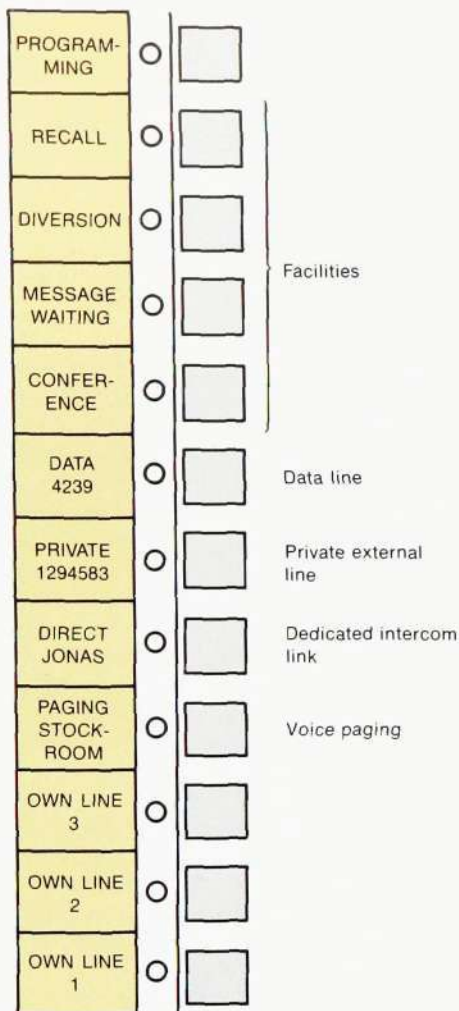 PROGRAM-
MING
RECALL
DIVERSION
MESSAGE
WAITING
CONFER-
ENCE
Facilities
DATA
4239
Data line
PRIVATE
1294583
Private external
line
DIRECT
JONAS
Dedicated intercom
link
PAGING
STOCK-
ROOM
Voice paging
OWN LINE
3
OWN LINE
2
OWN LINE
1